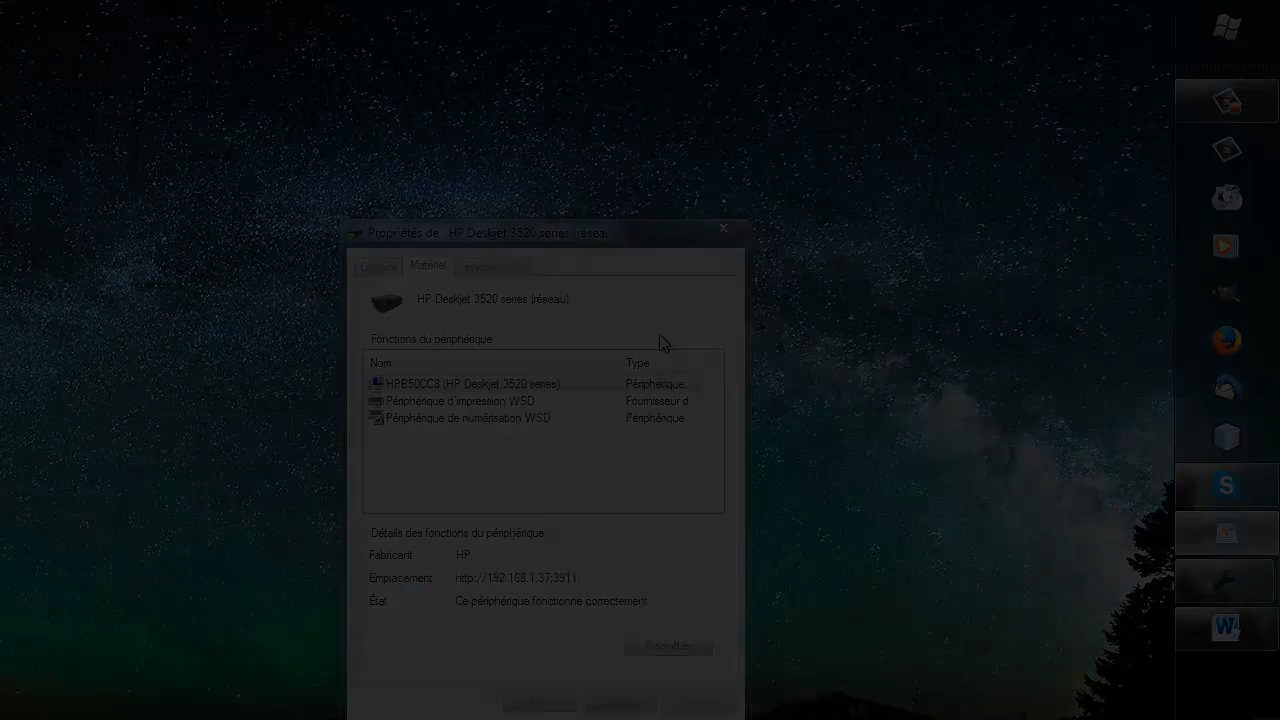 Propriétés de HP Deskjet 3520 series (réseau
Général Matériel
HP Deskjet 3520 series (réseau)
Fonctions du périphérique
Nom Type
HPB50CC8 (HP Deskjet 3520 series) Périphérique...
Périphérique d'impression WSD Fournisseur d
Périphérique de numérisation WSD Périphérique
Détails des fonctions du périphérique
Fabricant HP
Emplacement http://192.168.1.37:3911/
État Ce périphérique fonctionne correctement
Propriétés